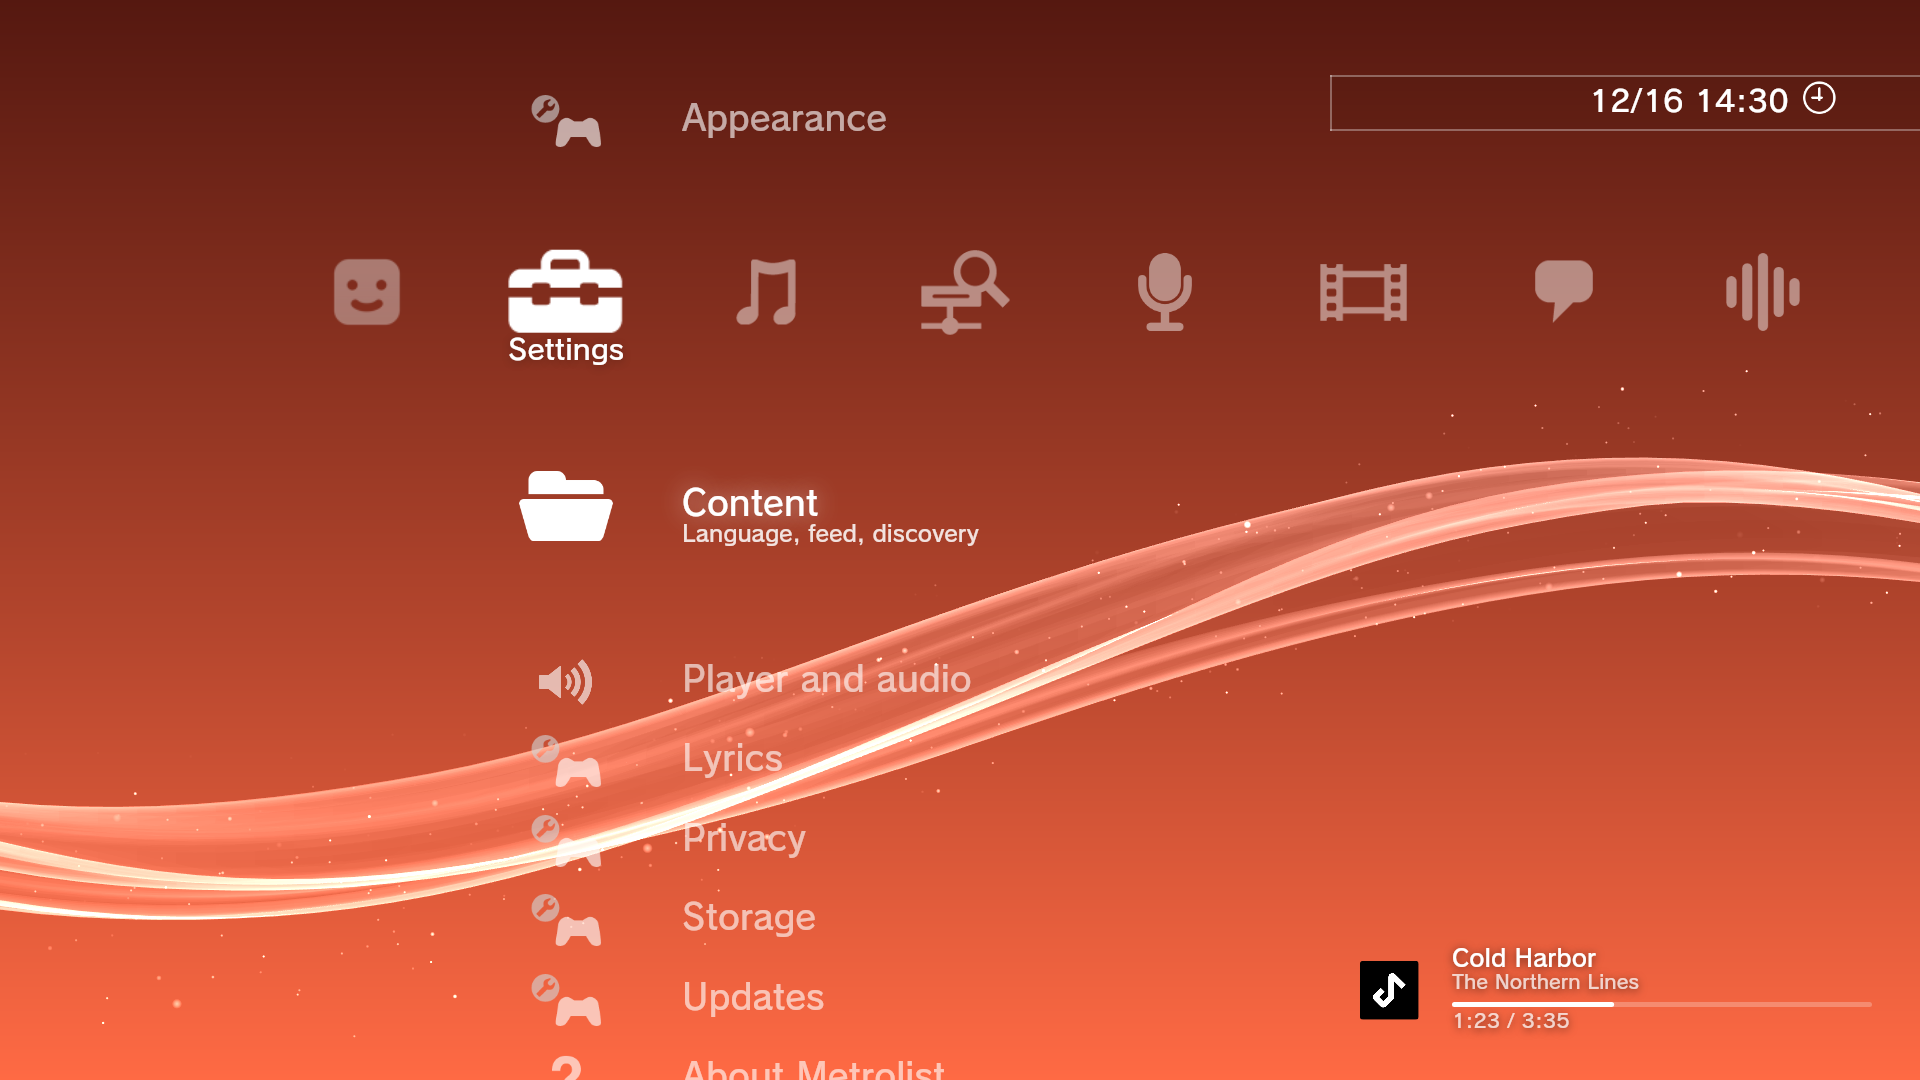 Appearance
12/16 14:30
Settings
Content
Language, feed, discovery
Player and audio
Lyrics
Privacy
Storage
Updates
About Metrolist
Cold Harbor
The Northern Lines
1:23 / 3:35